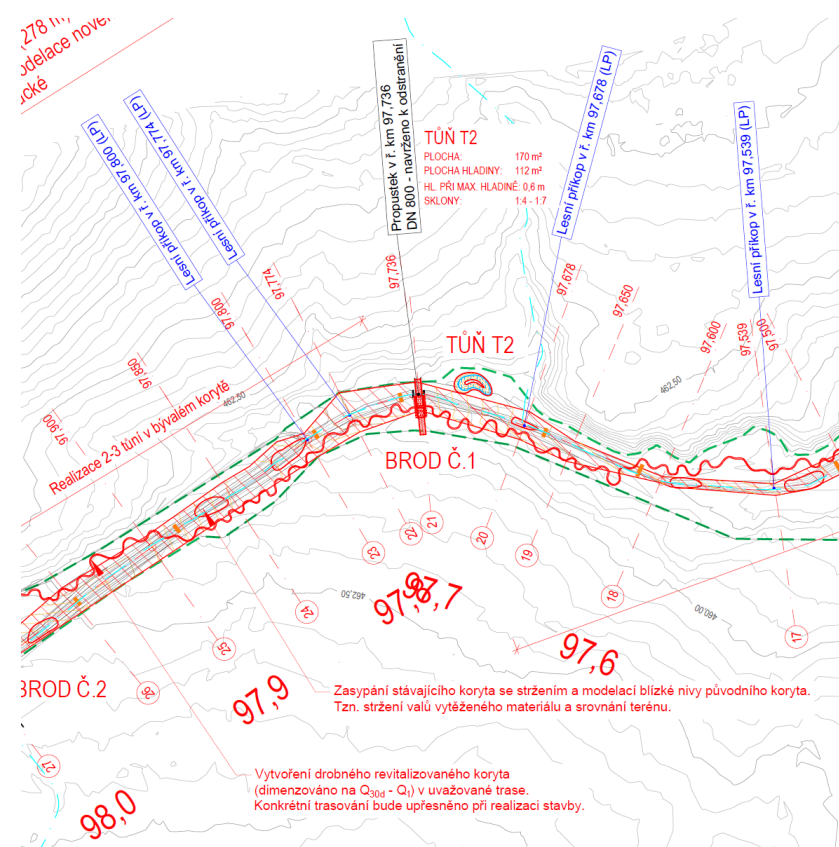 (278 m,
odelace nové
cké
Lesní příkop v ř. km 97,800 (LP)
Lesní příkop v ř. km 97,774 (LP)
Propustek v ř. km 97,736
DN 800 - navrženo k odstranění
TŮŇ T2
PLOCHA: 170 m²
PLOCHA HLADINY: 112 m²
HL. PŘI MAX. HLADINĚ: 0,6 m
SKLONY: 1:4 - 1:7
Lesní příkop v ř. km 97,678 (LP)
Lesní příkop v ř. km 97,539 (LP)
97,736
97,774
97,800
97,678
97,650
97,600
97,539
97,500
97,850
97,900
TŮŇ T2
462,50
462,50
Realizace 2-3 tůní v bývalém korytě
BROD Č.1
23
22
21
20
19
18
17
24
25
26
27
462,50
460,00
97,8
97,7
97,6
97,9
98,0
BROD Č.2
Zasypání stávajícího koryta se stržením a modelací blízké nivy původního koryta.
Tzn. stržení valů vytěženého materiálu a srovnání terénu.
Vytvoření drobného revitalizovaného koryta
(dimenzováno na Q30d - Q1) v uvažované trase.
Konkrétní trasování bude upřesněno při realizaci stavby.